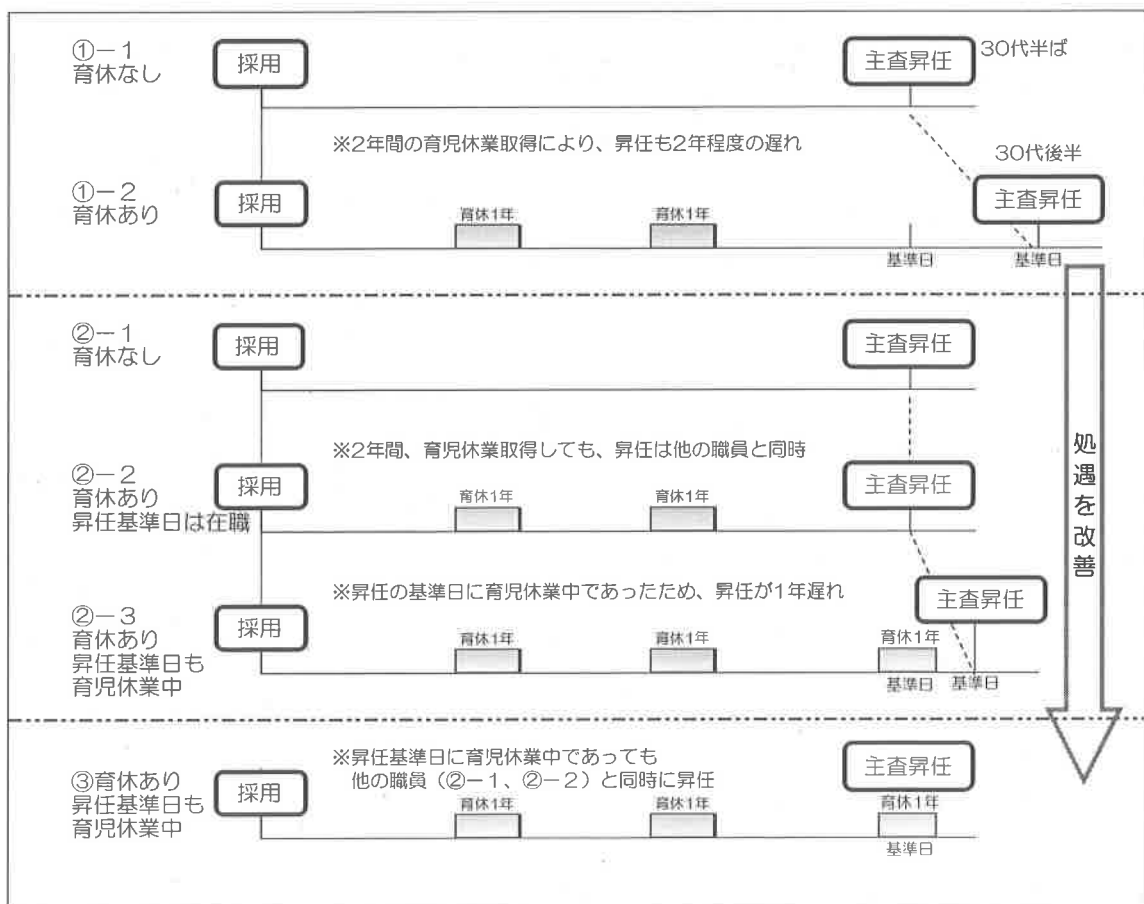 ①－1
育休なし
採用
主査昇任
30代半ば
※2年間の育児休業取得により、昇任も2年程度の遅れ
①－2
育休あり
採用
育休1年
育休1年
30代後半
主査昇任
基準日
基準日
②－1
育休なし
採用
主査昇任
※2年間、育児休業取得しても、昇任は他の職員と同時
②－2
育休あり
昇任基準日は在職
採用
育休1年
育休1年
主査昇任
※昇任の基準日に育児休業中であったため、昇任が1年遅れ
②－3
育休あり
昇任基準日も
育児休業中
採用
育休1年
育休1年
育休1年
主査昇任
基準日
基準日
処遇を改善
※昇任基準日に育児休業中であっても
他の職員（②－1、②－2）と同時に昇任
③育休あり
昇任基準日も
育児休業中
採用
育休1年
育休1年
主査昇任
育休1年
基準日